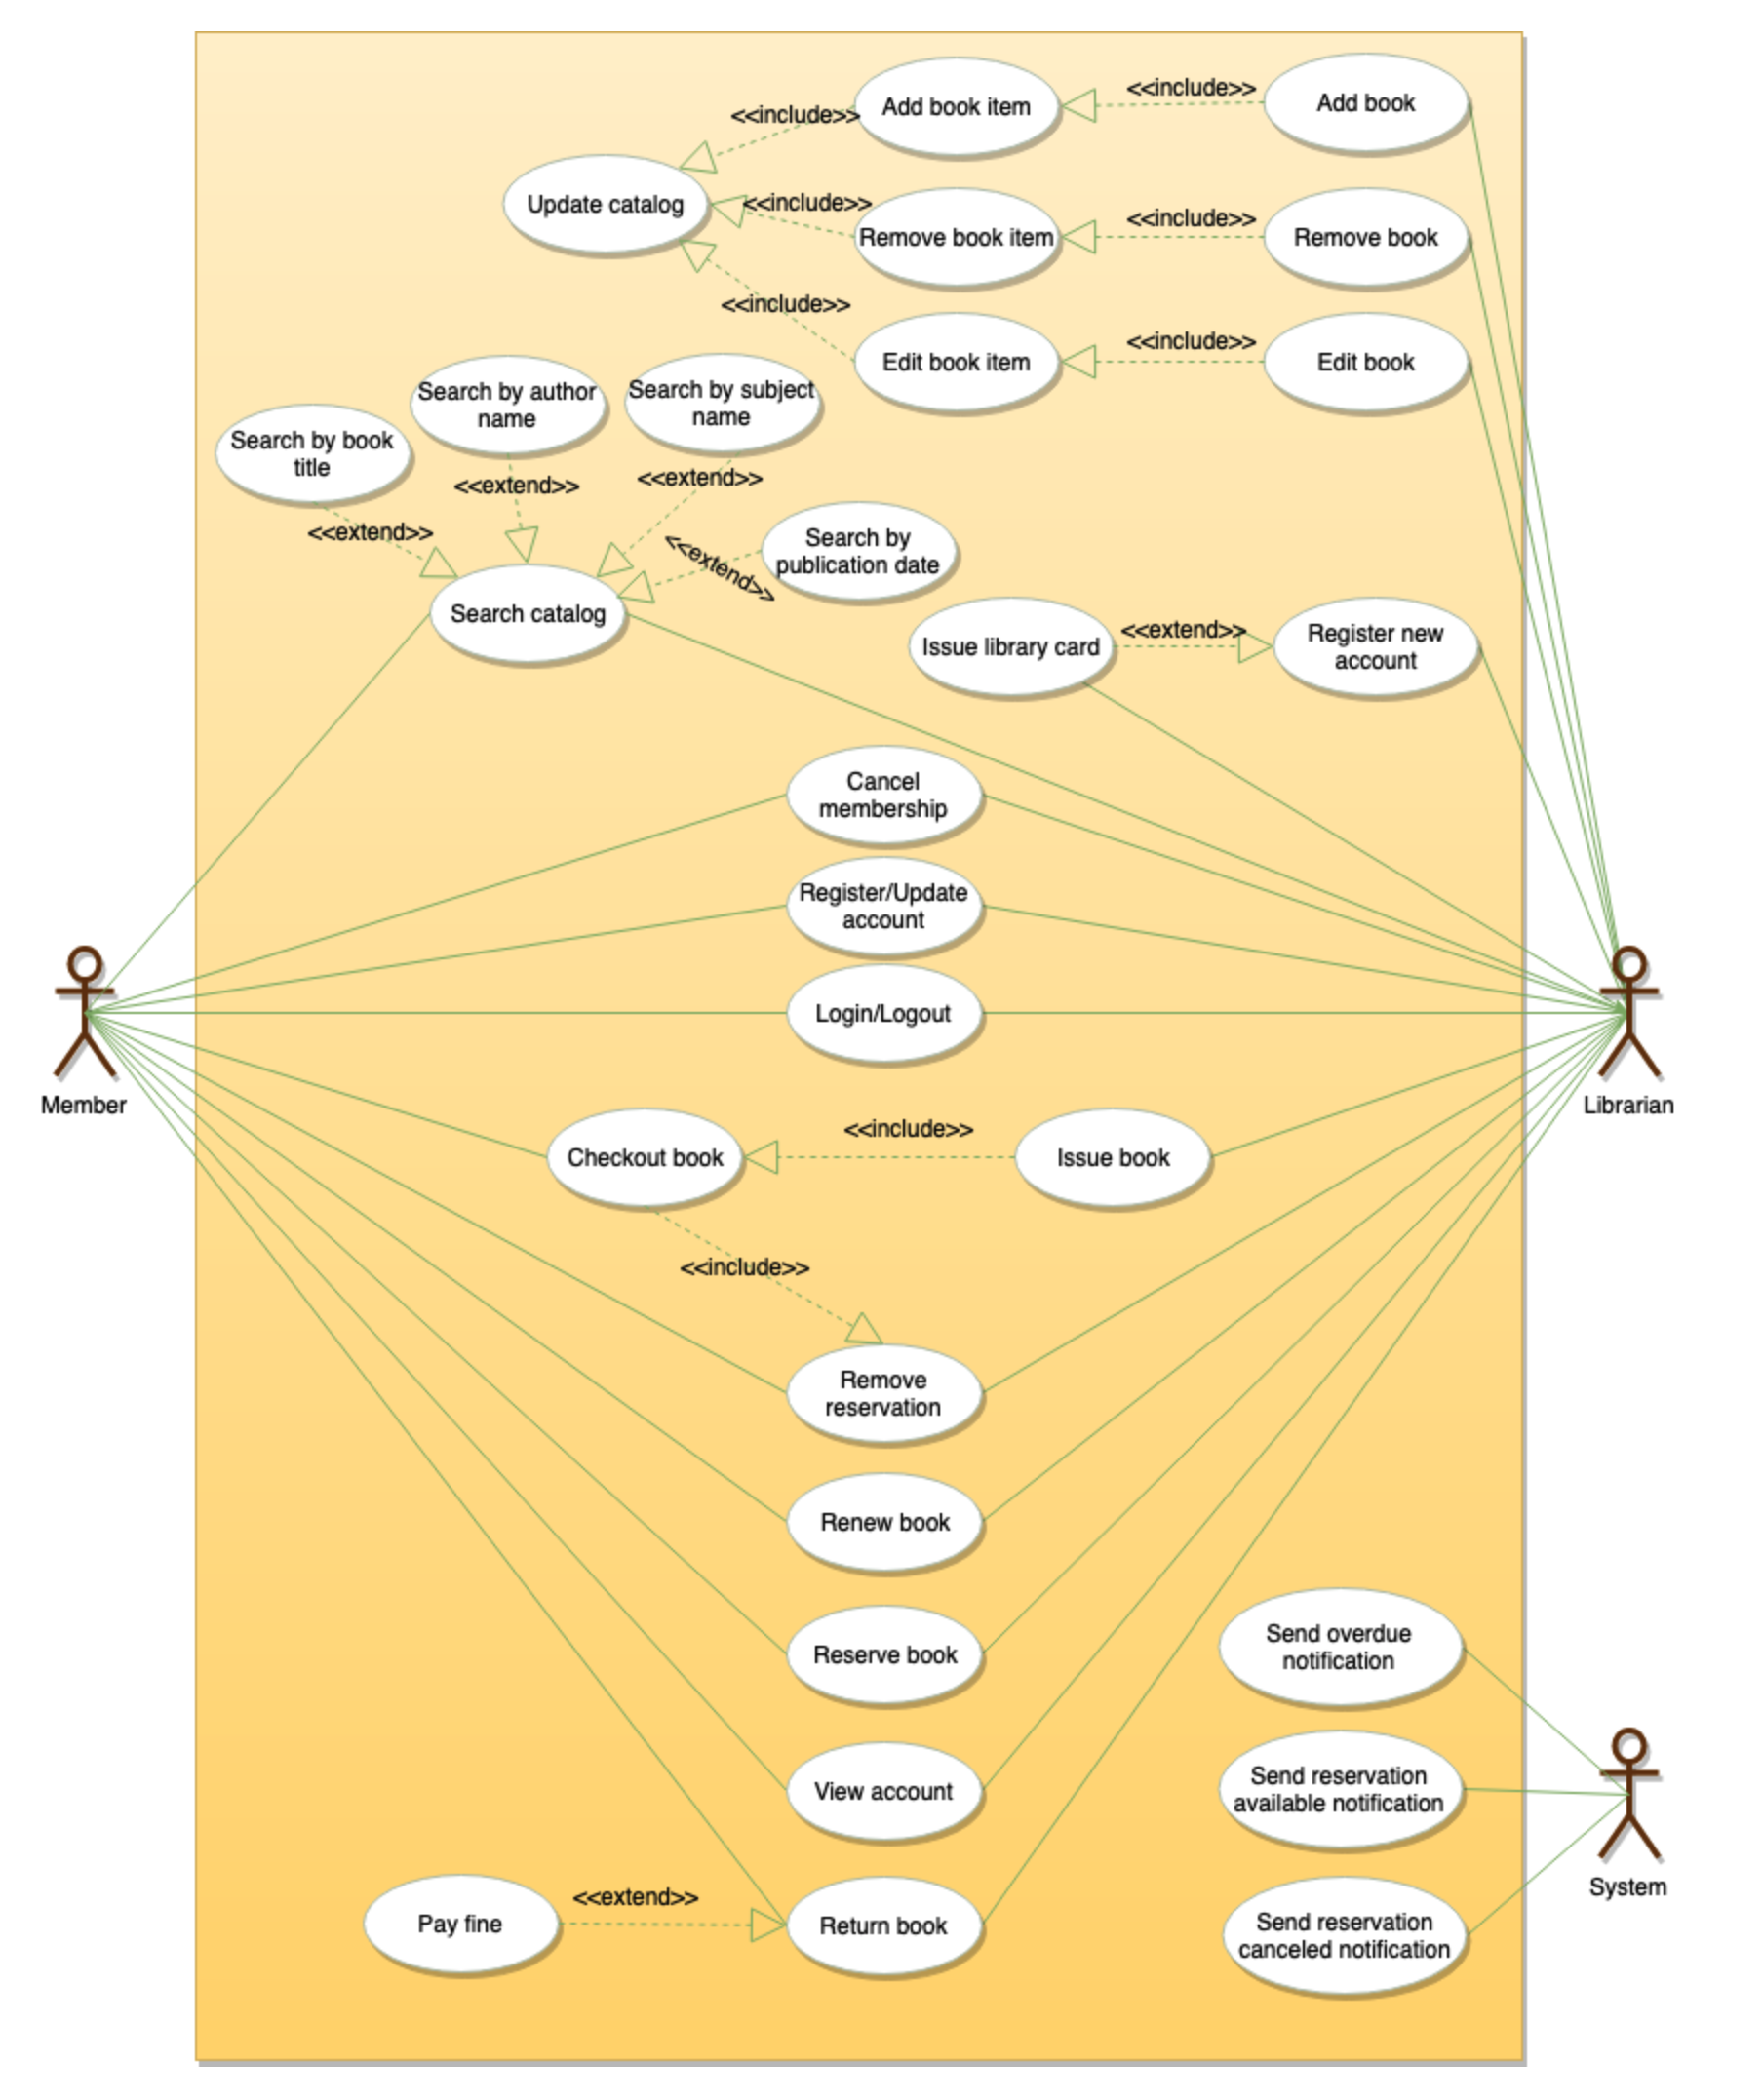 <<include>>
Add book item
<<include>>
Add book
Update catalog
<<include>>
Remove book item
<<include>>
Remove book
<<include>>
Edit book item
<<include>>
Edit book
Search by book
title
Search by author
name
Search by subject
name
<<extend>>
<<extend>>
<<extend>>
<<extend>>
Search by
publication date
Search catalog
Issue library card
<<extend>>
Register new
account
Cancel
membership
Register/Update
account
Login/Logout
Member
Librarian
Checkout book
<<include>>
Issue book
<<include>>
Remove
reservation
Renew book
Reserve book
Send overdue
notification
View account
Send reservation
available notification
System
Pay fine
<<extend>>
Return book
Send reservation
canceled notification